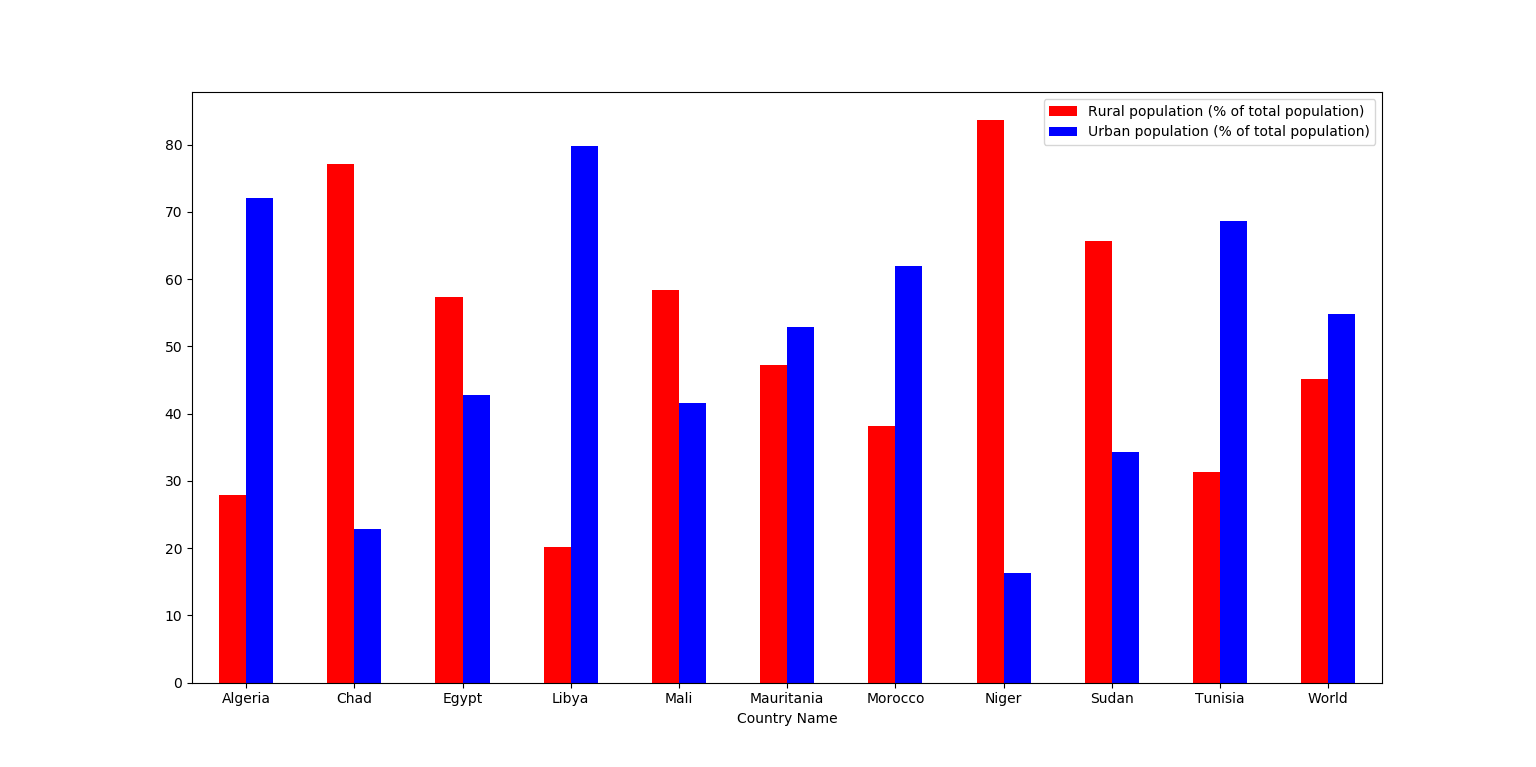 Rural population (% of total population)
Urban population (% of total population)
80
70
60
50
40
30
20
10
0
Algeria Chad Egypt Libya Mali Mauritania Morocco Niger Sudan Tunisia World
Country Name